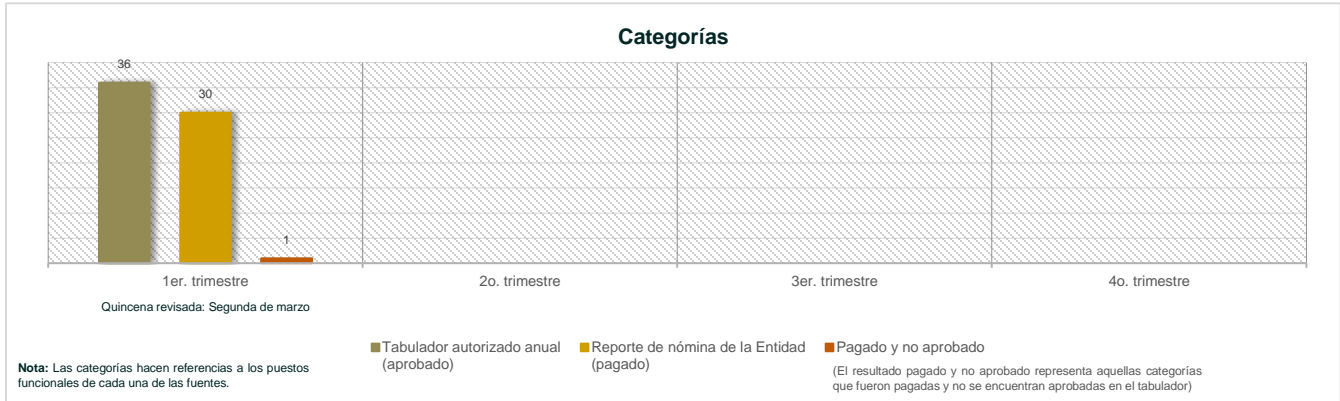 Categorías
36
30
1
1er. trimestre
2o. trimestre
3er. trimestre
4o. trimestre
Quincena revisada: Segunda de marzo
Tabulador autorizado anual
(aprobado)
Reporte de nómina de la Entidad
(pagado)
Pagado y no aprobado
(El resultado pagado y no aprobado representa aquellas categorías
que fueron pagadas y no se encuentran aprobadas en el tabulador)
Nota: Las categorías hacen referencias a los puestos
funcionales de cada una de las fuentes.